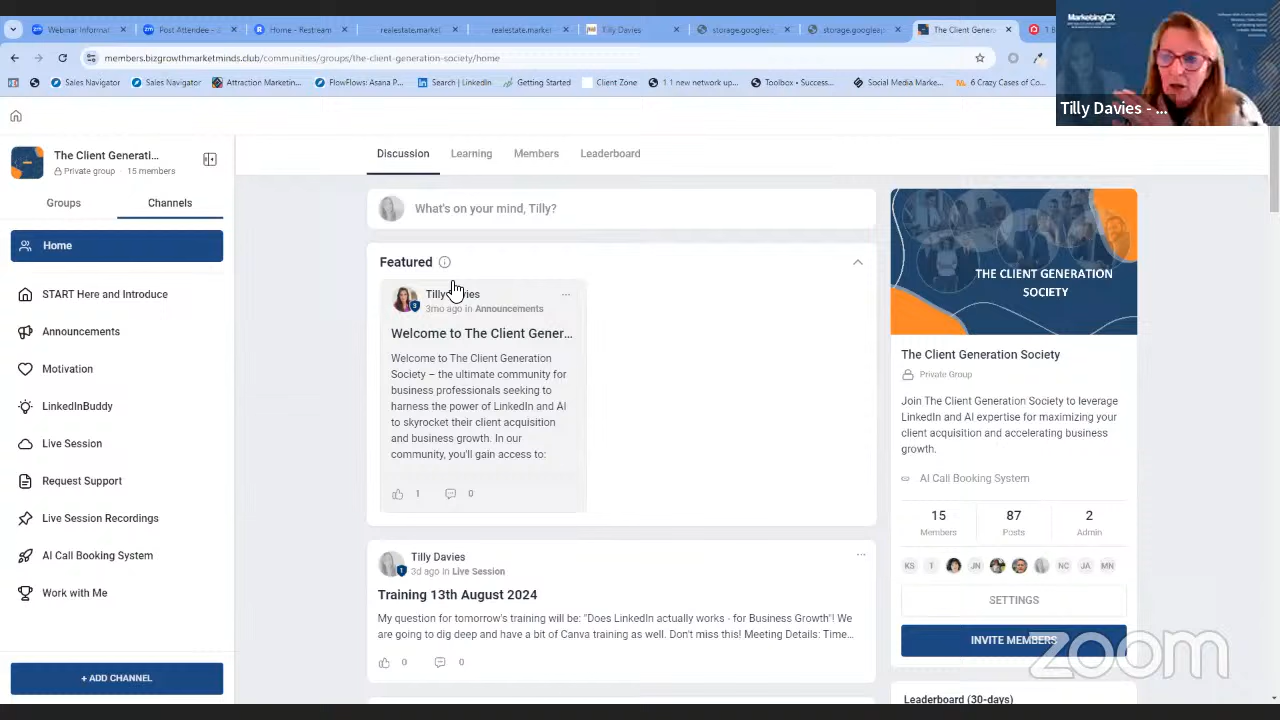 Webinar Informat
Post Attendee -
Restream - Home
.market.
realestate.market
Tilly Da
storage.googlea
storage.googleap
The Client Gener
members.bizgrowthmarketminds.club/communities/groups/the-client-generation-society/home
Sales Navigator
Sales Navigator
Attraction Marketin...
FlowFlows: Asana P...
Search | LinkedIn
Getting Started
Client Zone
1.1 new network up...
Toolbox • Success...
Social Media Marke...
6 Crazy Cases of Co...
MarketingCX
Tilly Davies - ...
The Client Generati...
Private group · 15 members
Groups
Channels
Home
START Here and Introduce
Announcements
Motivation
LinkedInBuddy
Live Session
Request Support
Live Session Recordings
AI Call Booking System
Work with Me
+ ADD CHANNEL
Discussion
Learning
Members
Leaderboard
What's on your mind, Tilly?
Featured
Tilly Davies
3mo ago in Announcements
Welcome to The Client Gener...
Welcome to The Client Generation
Society – the ultimate community for
business professionals seeking to
harness the power of LinkedIn and AI
to skyrocket their client acquisition
and business growth. In our
community, you'll gain access to:
1
0
Tilly Davies
3d ago in Live Session
Training 13th August 2024
My question for tomorrow's training will be: "Does LinkedIn actually works - for Business Growth"! We
are going to dig deep and have a bit of Canva training as well. Don't miss this! Meeting Details: Time...
0
0
THE CLIENT GENERATION
SOCIETY
The Client Generation Society
Private Group
Join The Client Generation Society to leverage
LinkedIn and AI expertise for maximizing your
client acquisition and accelerating business
growth.
AI Call Booking System
15
87
2
Members
Posts
Admin
KS
T
JN
NC
JA
MN
SETTINGS
INVITE MEMBERS
zoom
Leaderboard (30-days)